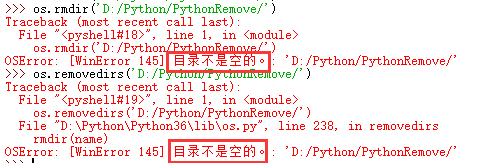 >>> os.rmdir('D:/Python/PythonRemove/')
Traceback (most recent call last):
  File "<pyshell#18>", line 1, in <module>
    os.rmdir('D:/Python/PythonRemove/')
OSError: [WinError 145] 目录不是空的。: 'D:/Python/PythonRemove/'
>>> os.removedirs('D:/Python/PythonRemove/')
Traceback (most recent call last):
  File "<pyshell#19>", line 1, in <module>
    os.removedirs('D:/Python/PythonRemove/')
  File "D:\Python\Python36\lib\os.py", line 238, in removedirs
    rmdir(name)
OSError: [WinError 145] 目录不是空的。: 'D:/Python/PythonRemove/'